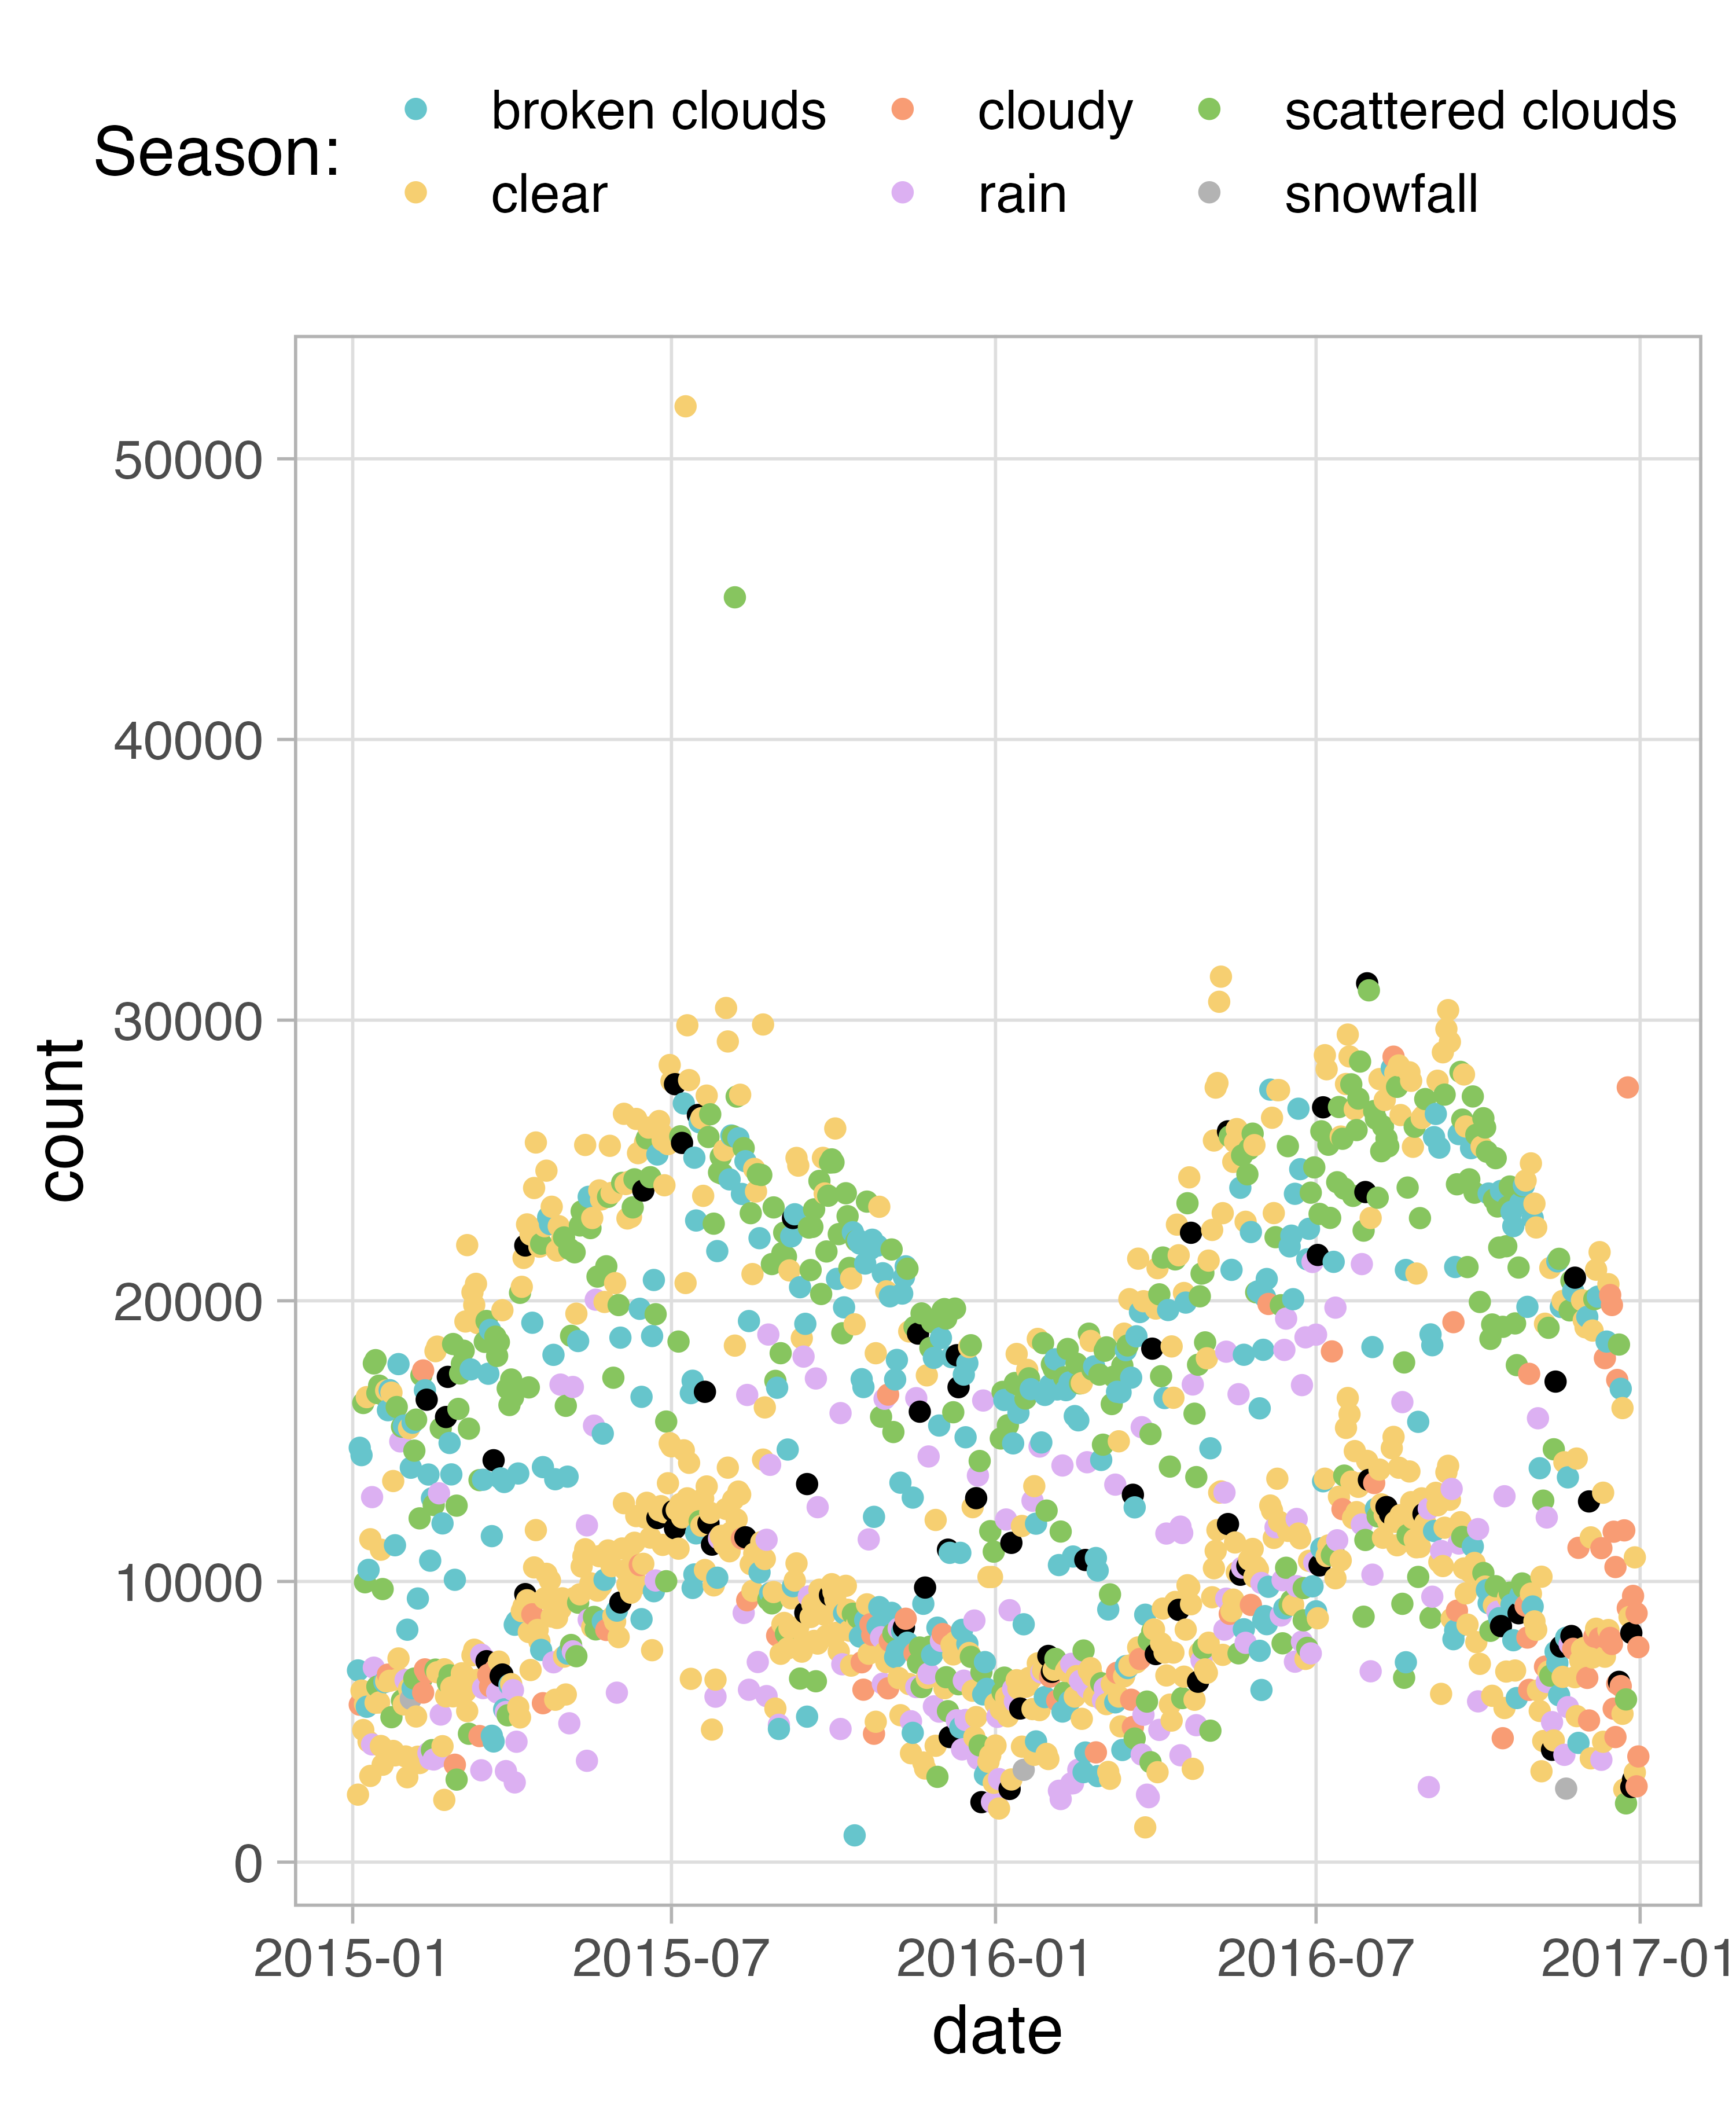 Season:
broken clouds
cloudy
scattered clouds
clear
rain
snowfall
count
50000
40000
30000
20000
10000
0
2015-01
2015-07
2016-01
2016-07
2017-01
date